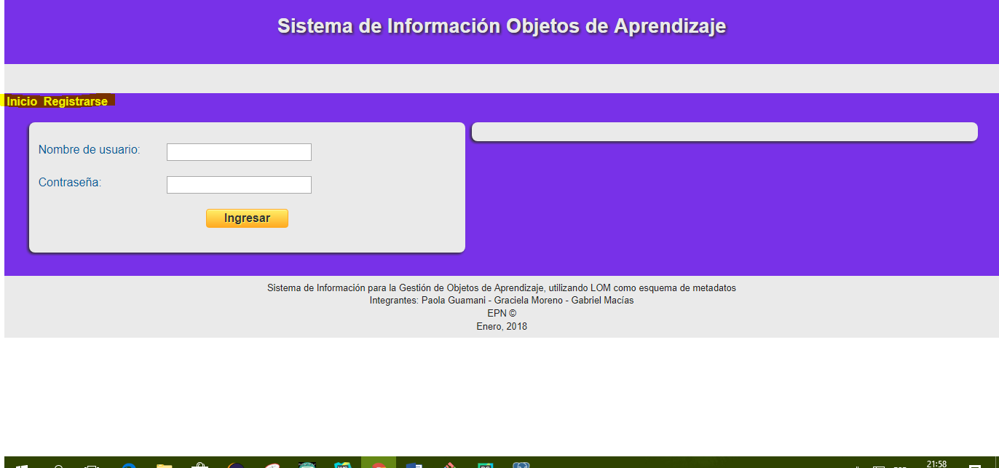 Sistema de Información Objetos de Aprendizaje
Inicio Registrarse
Nombre de usuario:
Contraseña:
Ingresar
Sistema de Información para la Gestión de Objetos de Aprendizaje, utilizando LOM como esquema de metadatos
Integrantes: Paola Guamani - Graciela Moreno - Gabriel Macías
EPN ©
Enero, 2018
21:58